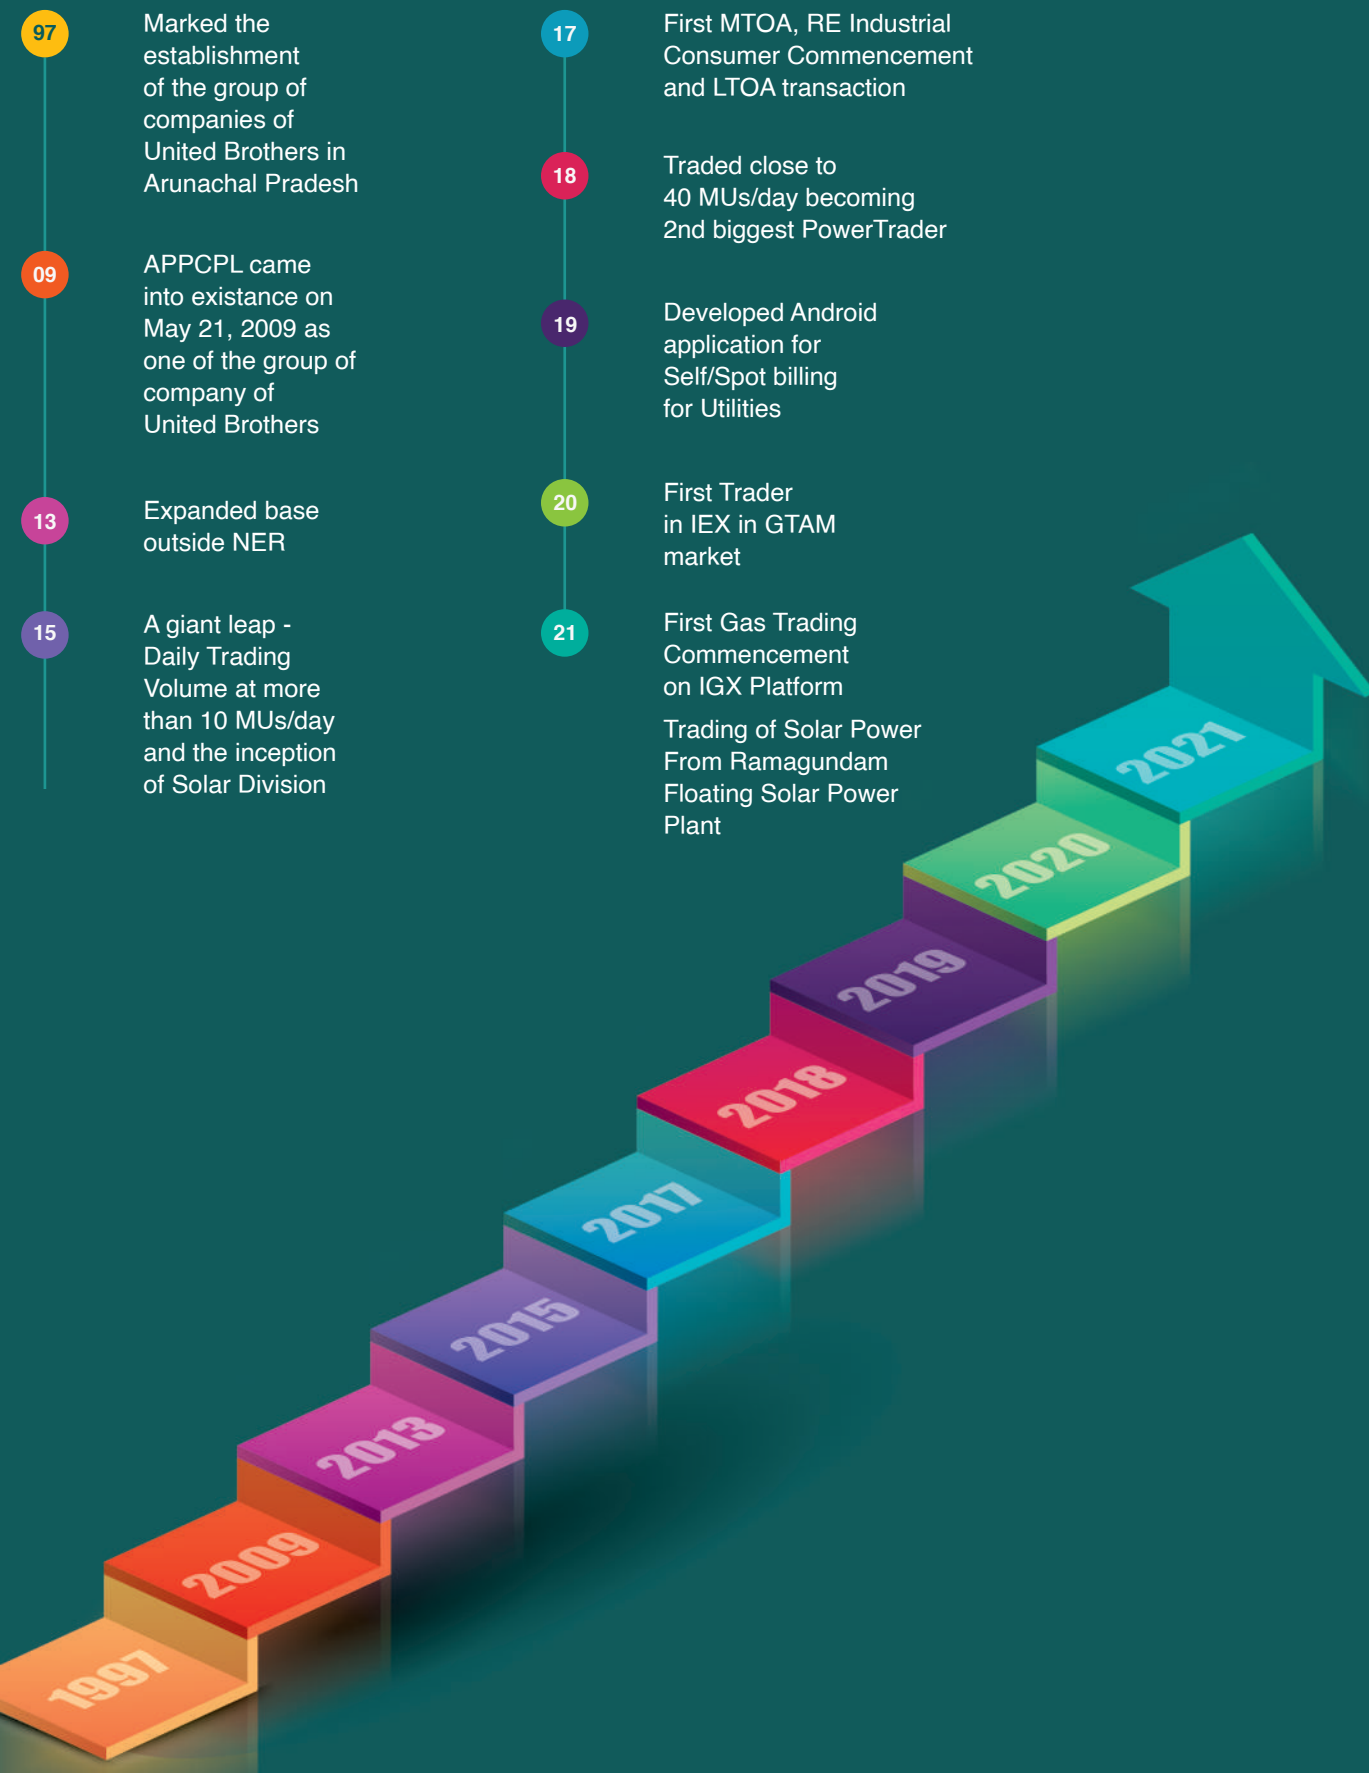 97
Marked the
establishment
of the group of
companies of
United Brothers in
Arunachal Pradesh
09
APPCPL came
into existance on
May 21, 2009 as
one of the group of
company of
United Brothers
13
Expanded base
outside NER
15
A giant leap -
Daily Trading
Volume at more
than 10 MUs/day
and the inception
of Solar Division
17
First MTOA, RE Industrial
Consumer Commencement
and LTOA transaction
18
Traded close to
40 MUs/day becoming
2nd biggest PowerTrader
19
Developed Android
application for
Self/Spot billing
for Utilities
20
First Trader
in IEX in GTAM
market
21
First Gas Trading
Commencement
on IGX Platform
Trading of Solar Power
From Ramagundam
Floating Solar Power
Plant
2021
2020
2019
2018
2017
2015
2013
2009
1997